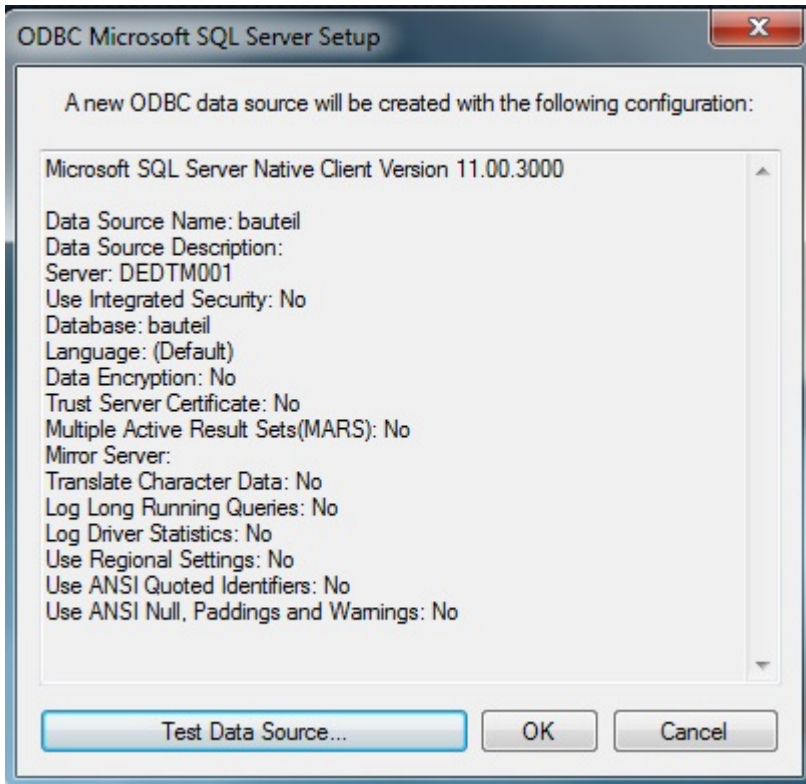 ODBC Microsoft SQL Server Setup
A new ODBC data source will be created with the following configuration:
Microsoft SQL Server Native Client Version 11.00.3000
Data Source Name: bauteil
Data Source Description:
Server: DEDTM001
Use Integrated Security: No
Database: bauteil
Language: (Default)
Data Encryption: No
Trust Server Certificate: No
Multiple Active Result Sets(MARS): No
Mirror Server:
Translate Character Data: No
Log Long Running Queries: No
Log Driver Statistics: No
Use Regional Settings: No
Use ANSI Quoted Identifiers: No
Use ANSI Null, Paddings and Warnings: No
Test Data Source...
OK
Cancel